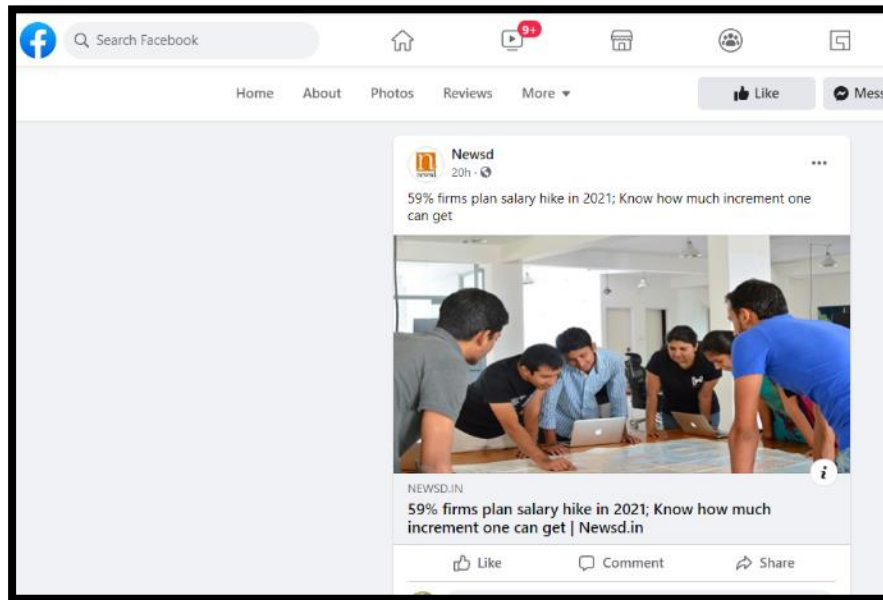 Search Facebook
9+
Home About Photos Reviews More
Like
Mess
Newsd
20h
59% firms plan salary hike in 2021; Know how much increment one
can get
NEWSD.IN
59% firms plan salary hike in 2021; Know how much
increment one can get | Newsd.in
Like Comment Share